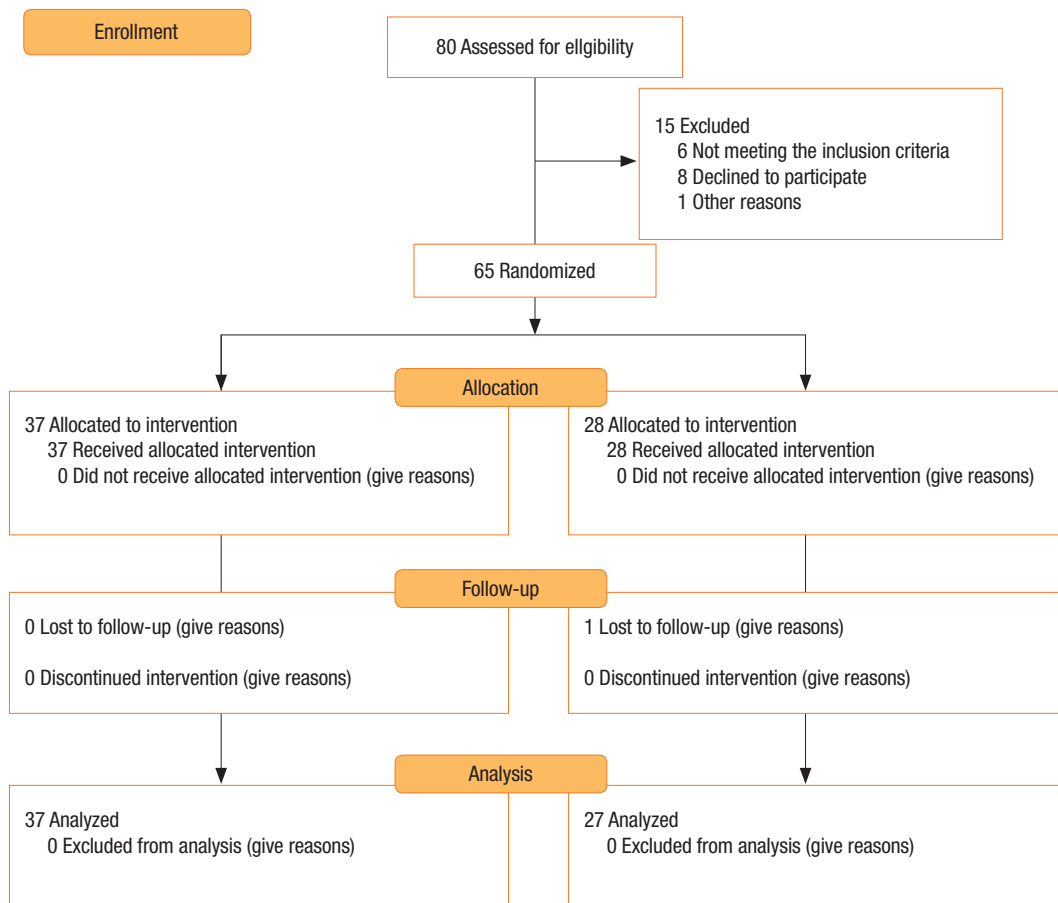 Enrollment
80 Assessed for ellgibility
15 Excluded
6 Not meeting the inclusion criteria
8 Declined to participate
1 Other reasons
65 Randomized
Allocation
37 Allocated to intervention
37 Received allocated intervention
0 Did not receive allocated intervention (give reasons)
28 Allocated to intervention
28 Received allocated intervention
0 Did not receive allocated intervention (give reasons)
Follow-up
0 Lost to follow-up (give reasons)
0 Discontinued intervention (give reasons)
1 Lost to follow-up (give reasons)
0 Discontinued intervention (give reasons)
Analysis
37 Analyzed
0 Excluded from analysis (give reasons)
27 Analyzed
0 Excluded from analysis (give reasons)